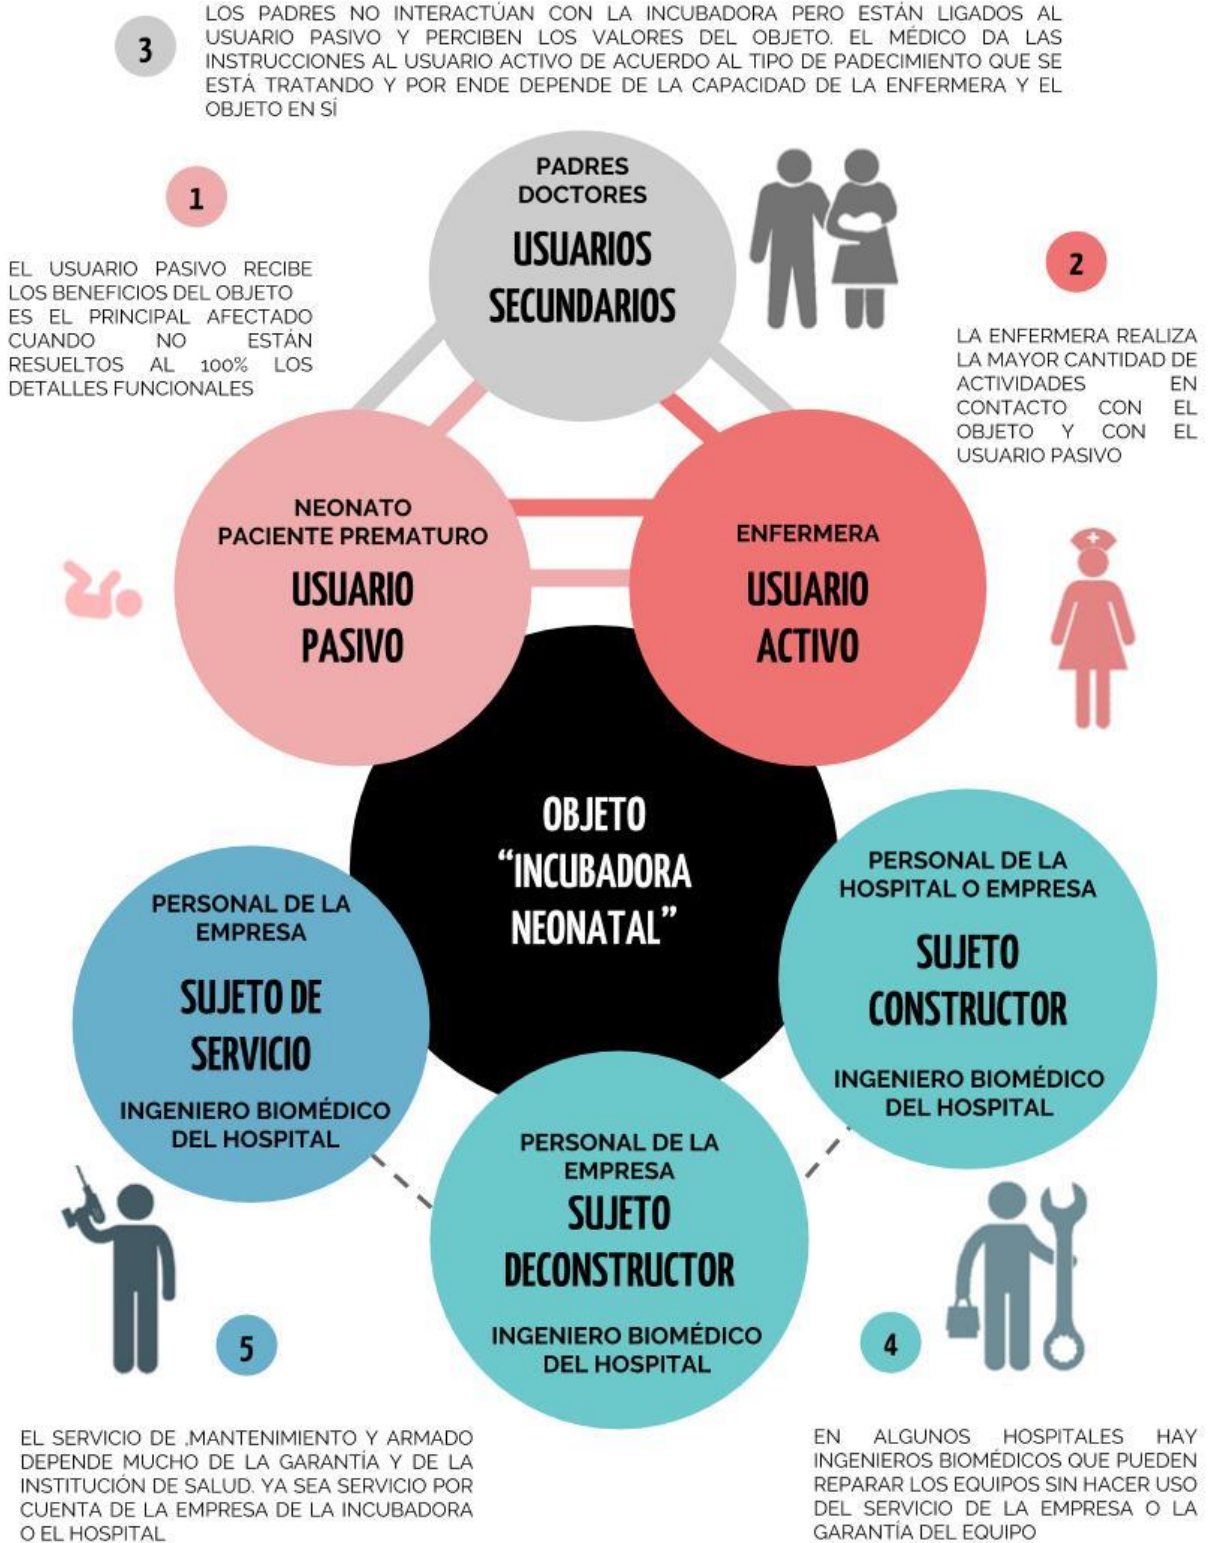 3
LOS PADRES NO INTERACTÚAN CON LA INCUBADORA PERO ESTÁN LIGADOS AL
USUARIO PASIVO Y PERCIBEN LOS VALORES DEL OBJETO. EL MÉDICO DA LAS
INSTRUCCIONES AL USUARIO ACTIVO DE ACUERDO AL TIPO DE PADECIMIENTO QUE SE
ESTÁ TRATANDO Y POR ENDE DEPENDE DE LA CAPACIDAD DE LA ENFERMERA Y EL
OBJETO EN SÍ
1
EL USUARIO PASIVO RECIBE
LOS BENEFICIOS DEL OBJETO
ES EL PRINCIPAL AFECTADO
CUANDO NO ESTÁN
RESUELTOS AL 100% LOS
DETALLES FUNCIONALES
PADRES
DOCTORES
USUARIOS
SECUNDARIOS
2
LA ENFERMERA REALIZA
LA MAYOR CANTIDAD DE
ACTIVIDADES EN
CONTACTO CON EL
OBJETO Y CON EL
USUARIO PASIVO
NEONATO
PACIENTE PREMATURO
USUARIO
PASIVO
ENFERMERA
USUARIO
ACTIVO
OBJETO
“INCUBADORA
NEONATAL”
PERSONAL DE LA
EMPRESA
SUJETO DE
SERVICIO
INGENIERO BIOMÉDICO
DEL HOSPITAL
PERSONAL DE LA
HOSPITAL O EMPRESA
SUJETO
CONSTRUCTOR
INGENIERO BIOMÉDICO
DEL HOSPITAL
PERSONAL DE LA
EMPRESA
SUJETO
DECONSTRUCTOR
INGENIERO BIOMÉDICO
DEL HOSPITAL
5
EL SERVICIO DE ,MANTENIMIENTO Y ARMADO
DEPENDE MUCHO DE LA GARANTÍA Y DE LA
INSTITUCIÓN DE SALUD. YA SEA SERVICIO POR
CUENTA DE LA EMPRESA DE LA INCUBADORA
O EL HOSPITAL
4
EN ALGUNOS HOSPITALES HAY
INGENIEROS BIOMÉDICOS QUE PUEDEN
REPARAR LOS EQUIPOS SIN HACER USO
DEL SERVICIO DE LA EMPRESA O LA
GARANTÍA DEL EQUIPO